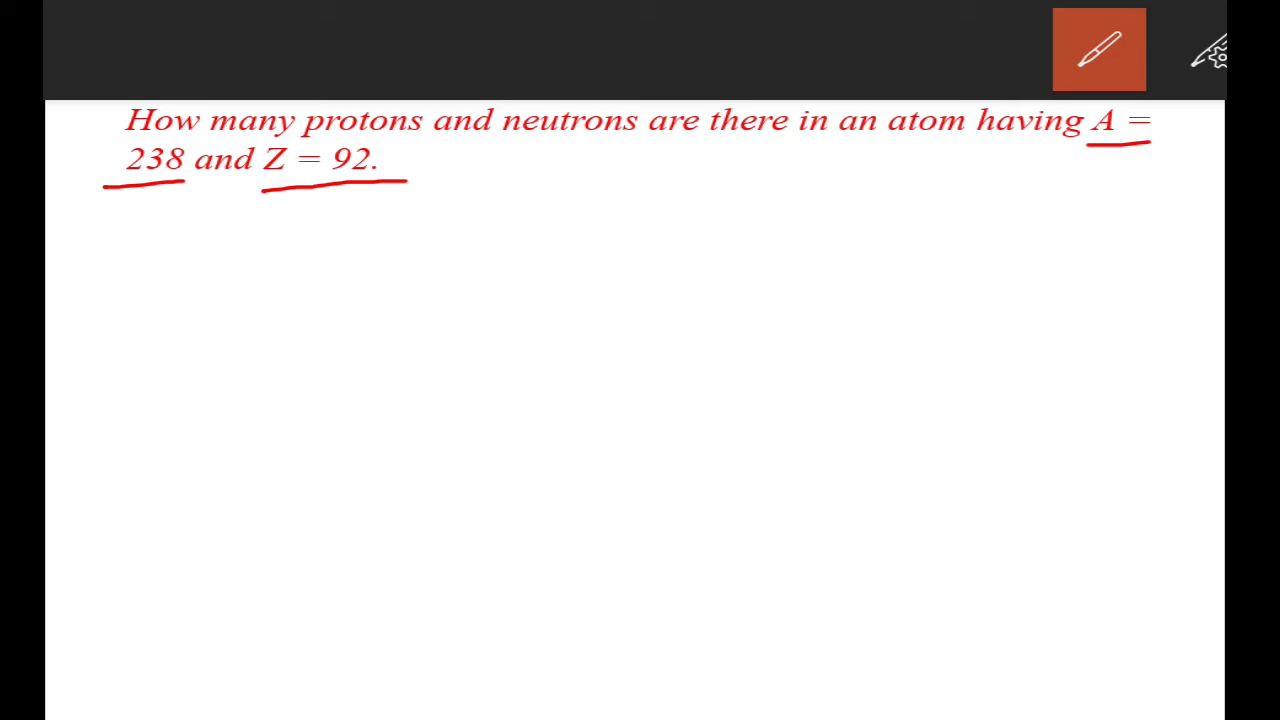 How many protons and neutrons are there in an atom having A =
238 and Z = 92.